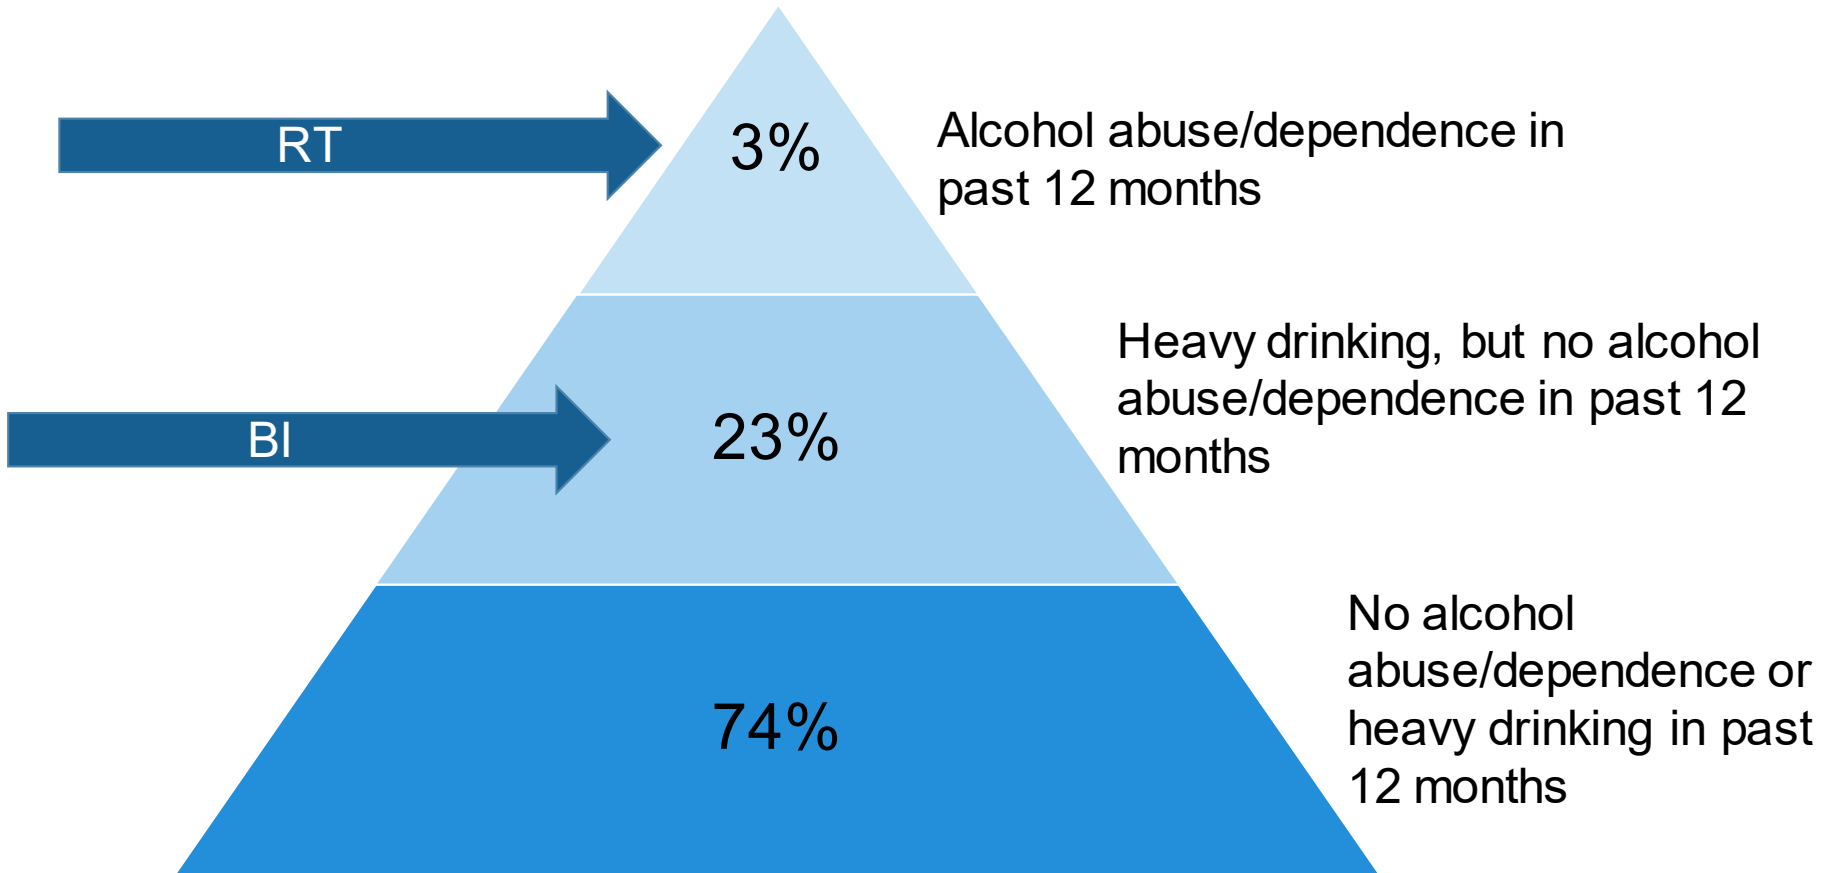 RT
3%
Alcohol abuse/dependence in
past 12 months
BI
23%
Heavy drinking, but no alcohol
abuse/dependence in past 12
months
74%
No alcohol
abuse/dependence or
heavy drinking in past
12 months